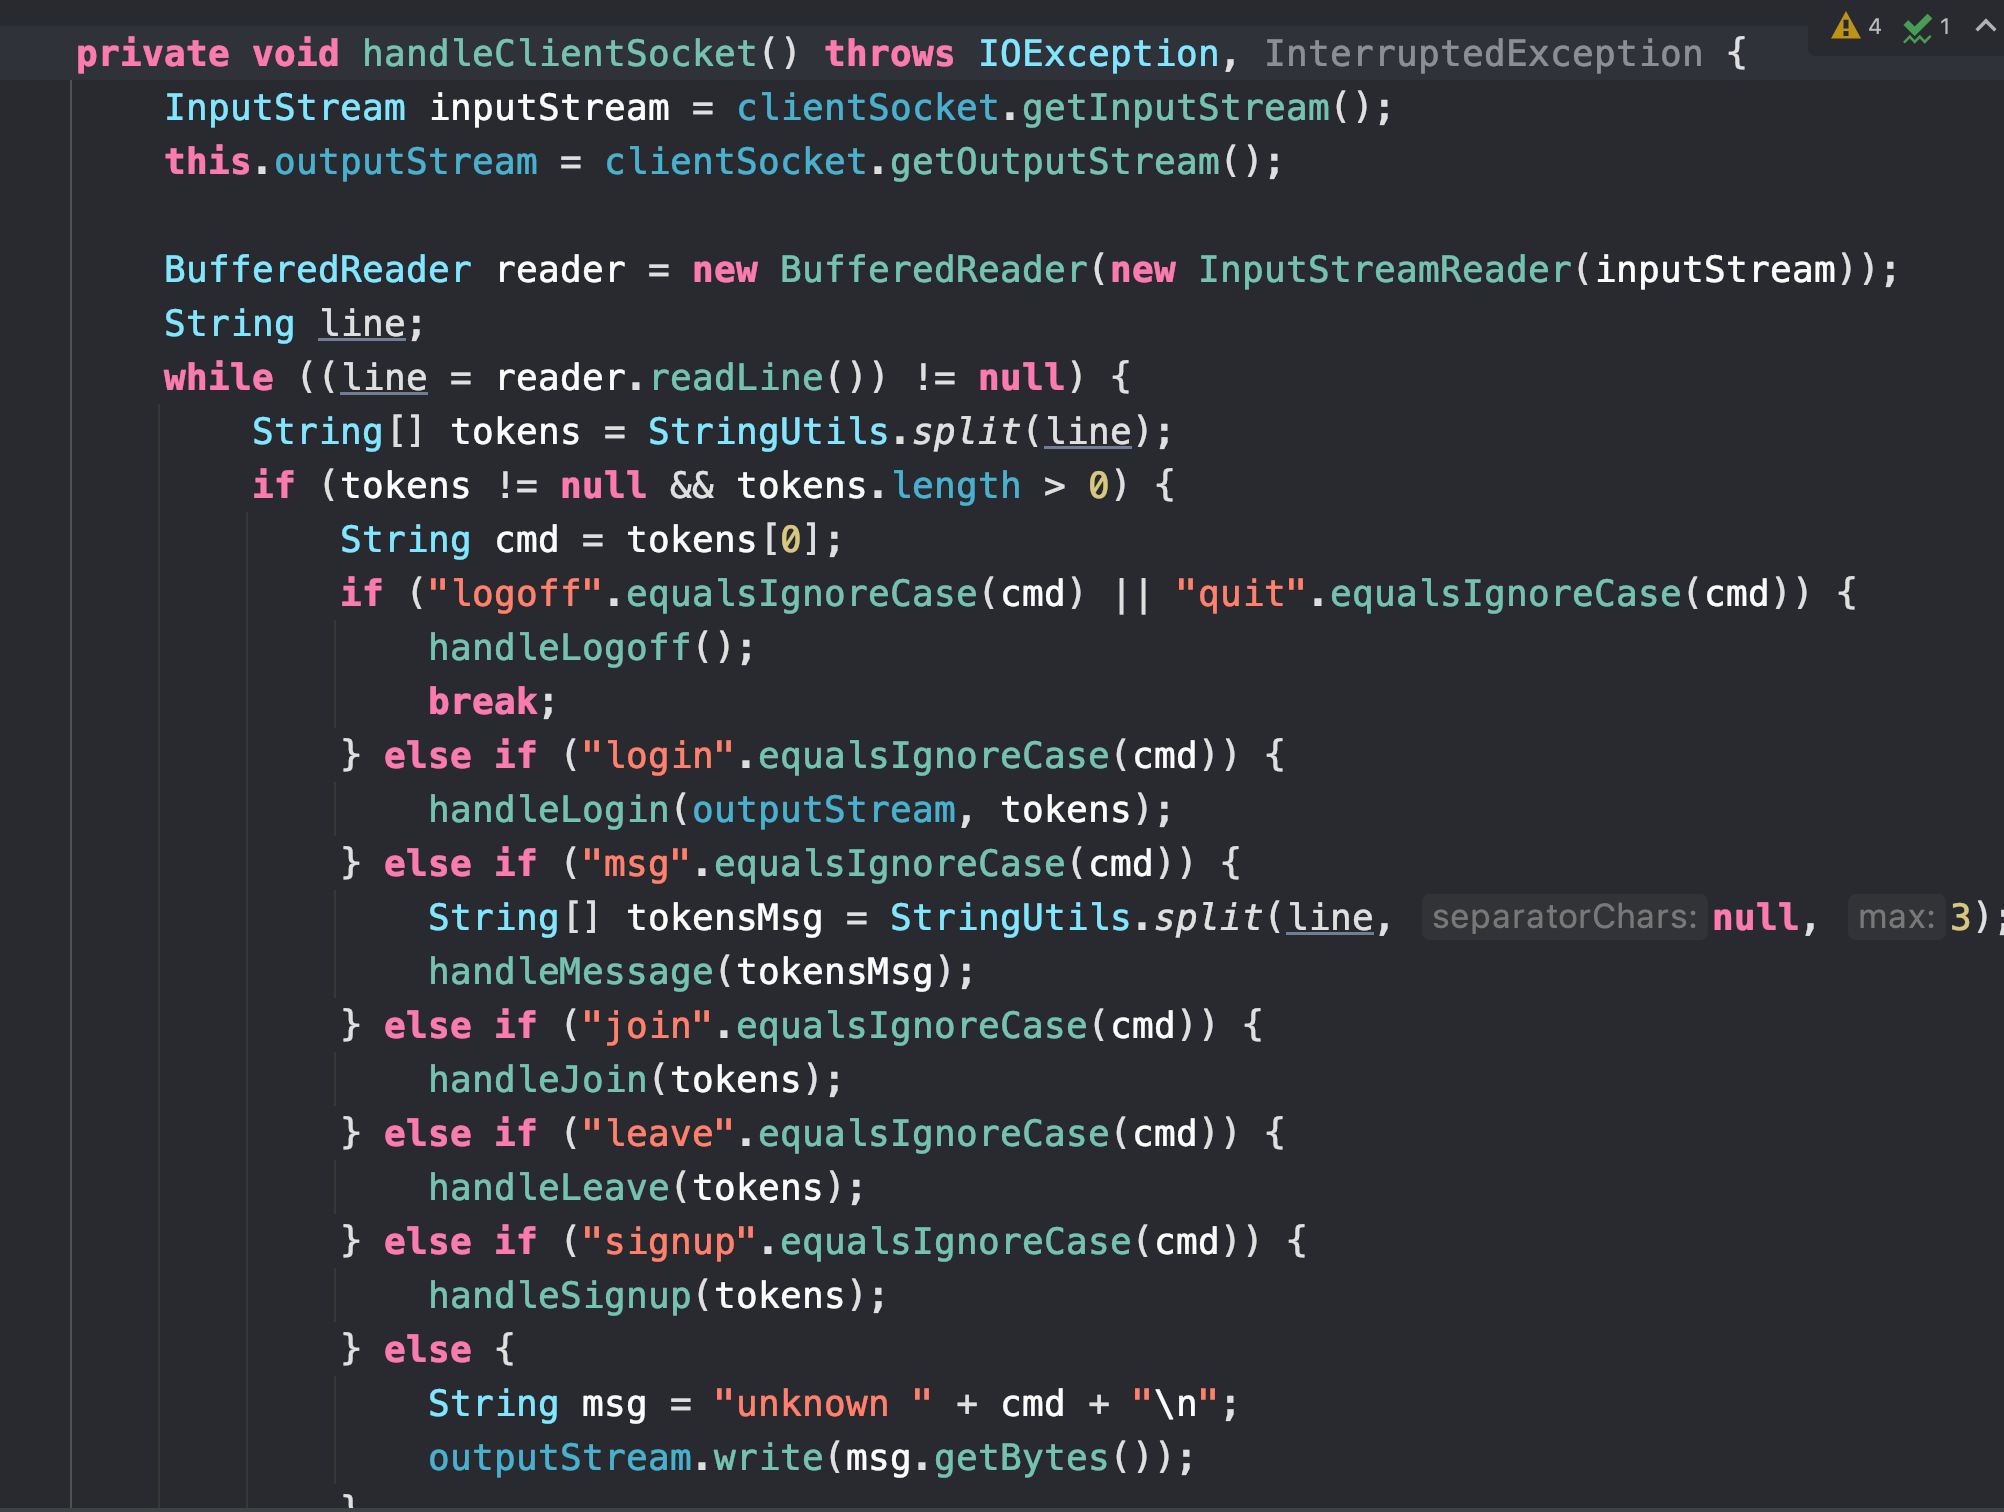 4 1
private void handleClientSocket() throws IOException, InterruptedException {
    InputStream inputStream = clientSocket.getInputStream();
    this.outputStream = clientSocket.getOutputStream();

    BufferedReader reader = new BufferedReader(new InputStreamReader(inputStream));
    String line;
    while ((line = reader.readLine()) != null) {
        String[] tokens = StringUtils.split(line);
        if (tokens != null && tokens.length > 0) {
            String cmd = tokens[0];
            if ("logoff".equalsIgnoreCase(cmd) || "quit".equalsIgnoreCase(cmd)) {
                handleLogoff();
                break;
            } else if ("login".equalsIgnoreCase(cmd)) {
                handleLogin(outputStream, tokens);
            } else if ("msg".equalsIgnoreCase(cmd)) {
                String[] tokensMsg = StringUtils.split(line, separatorChars: null, max: 3);
                handleMessage(tokensMsg);
            } else if ("join".equalsIgnoreCase(cmd)) {
                handleJoin(tokens);
            } else if ("leave".equalsIgnoreCase(cmd)) {
                handleLeave(tokens);
            } else if ("signup".equalsIgnoreCase(cmd)) {
                handleSignup(tokens);
            } else {
                String msg = "unknown " + cmd + "\n";
                outputStream.write(msg.getBytes());
            }